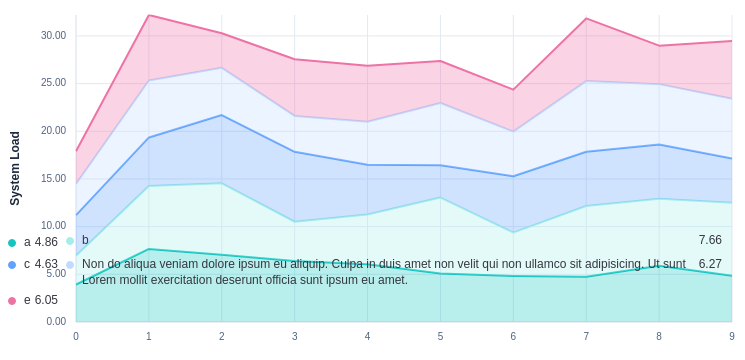 30.00
25.00
20.00
15.00
10.00
5.00
0.00
System Load
a 4.86
b 7.66
c 4.63
Non do aliqua veniam dolore ipsum eu aliquip. Culpa in duis amet non velit qui non ullamco sit adipisicing. Ut sunt 6.27
Lorem mollit exercitation deserunt officia sunt ipsum eu amet.
e 6.05
0 1 2 3 4 5 6 7 8 9